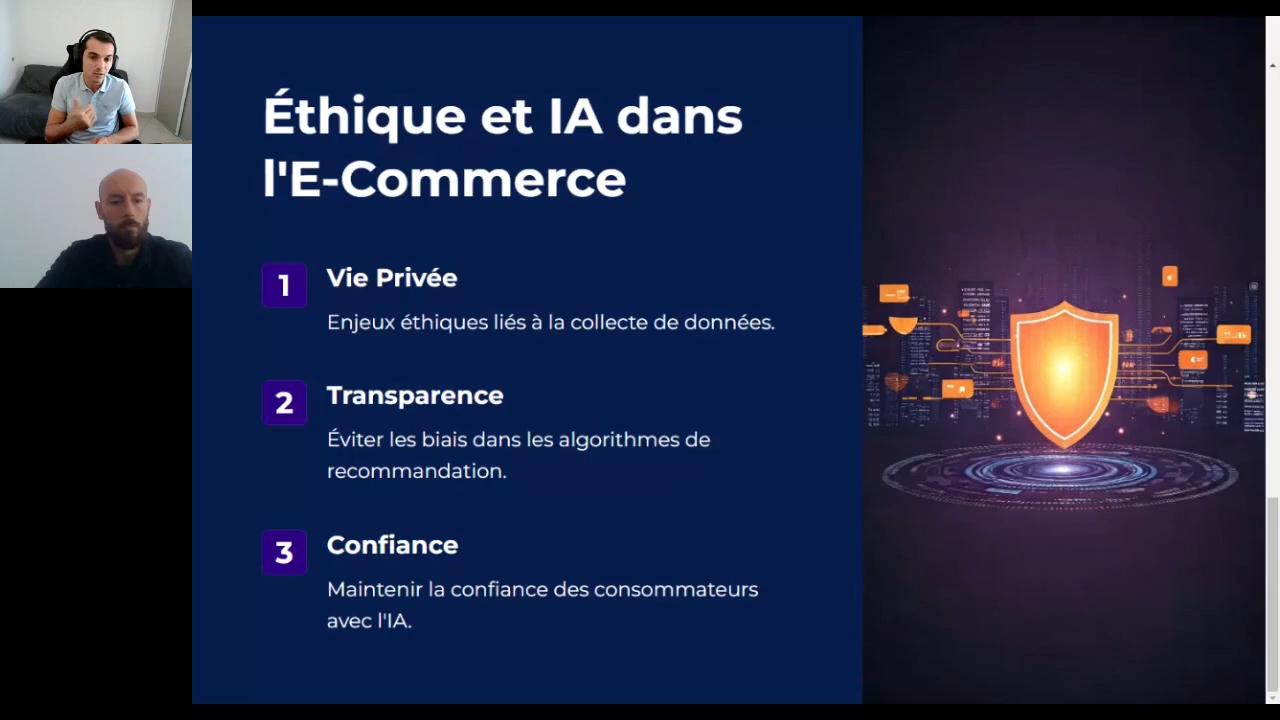 Éthique et IA dans
l'E-Commerce
1
Vie Privée
Enjeux éthiques liés à la collecte de données.
2
Transparence
Éviter les biais dans les algorithmes de
recommandation.
3
Confiance
Maintenir la confiance des consommateurs
avec l'IA.